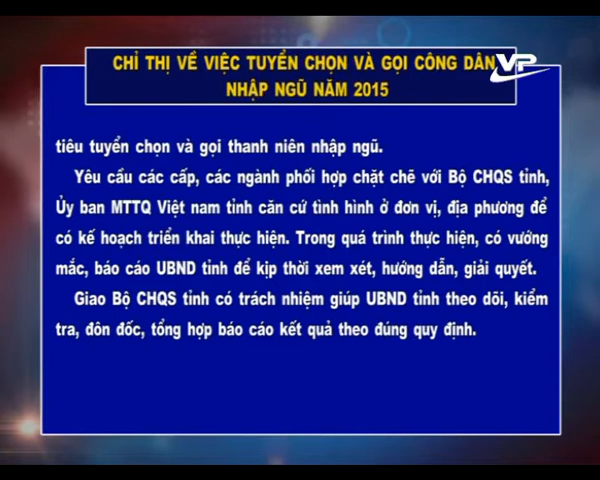 CHỈ THỊ VỀ VIỆC TUYỂN CHỌN VÀ GỌI CÔNG DÂN
VP
NHẬP NGŨ NĂM 2015
tiêu tuyển chọn và gọi thanh niên nhập ngũ.
Yêu cầu các cấp, các ngành phối hợp chặt chẽ với Bộ CHQS tỉnh,
Ủy ban MTTQ Việt nam tỉnh căn cứ tình hình ở đơn vị, địa phương để
có kế hoạch triển khai thực hiện. Trong quá trình thực hiện, có vướng
mắc, báo cáo UBND tỉnh để kịp thời xem xét, hướng dẫn, giải quyết.
Giao Bộ CHQS tỉnh có trách nhiệm giúp UBND tỉnh theo dõi, kiểm
tra, đôn đốc, tổng hợp báo cáo kết quả theo đúng quy định.